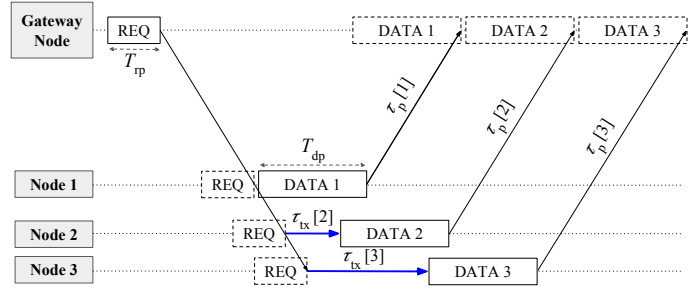 Gateway
Node
REQ
DATA 1
DATA 2
DATA 3
T_rp
τ_p[1]
τ_p[2]
τ_p[3]
T_dp
Node 1
REQ
DATA 1
τ_tx[2]
Node 2
REQ
DATA 2
τ_tx[3]
Node 3
REQ
DATA 3